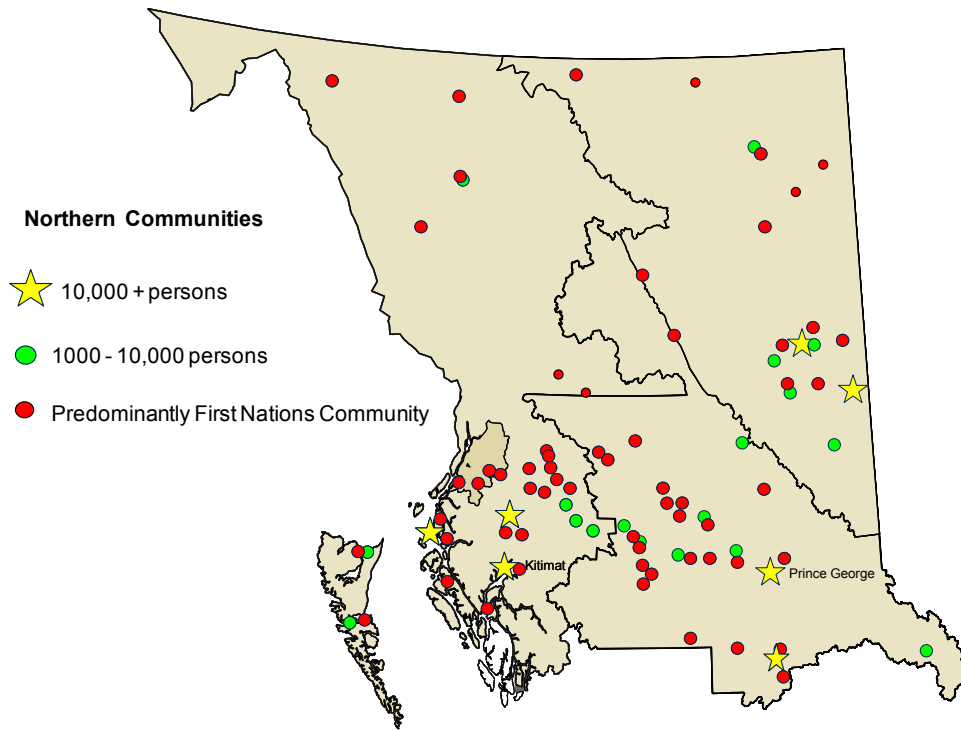 Northern Communities
10,000 + persons
1000 - 10,000 persons
Predominantly First Nations Community
Kitimat
Prince George